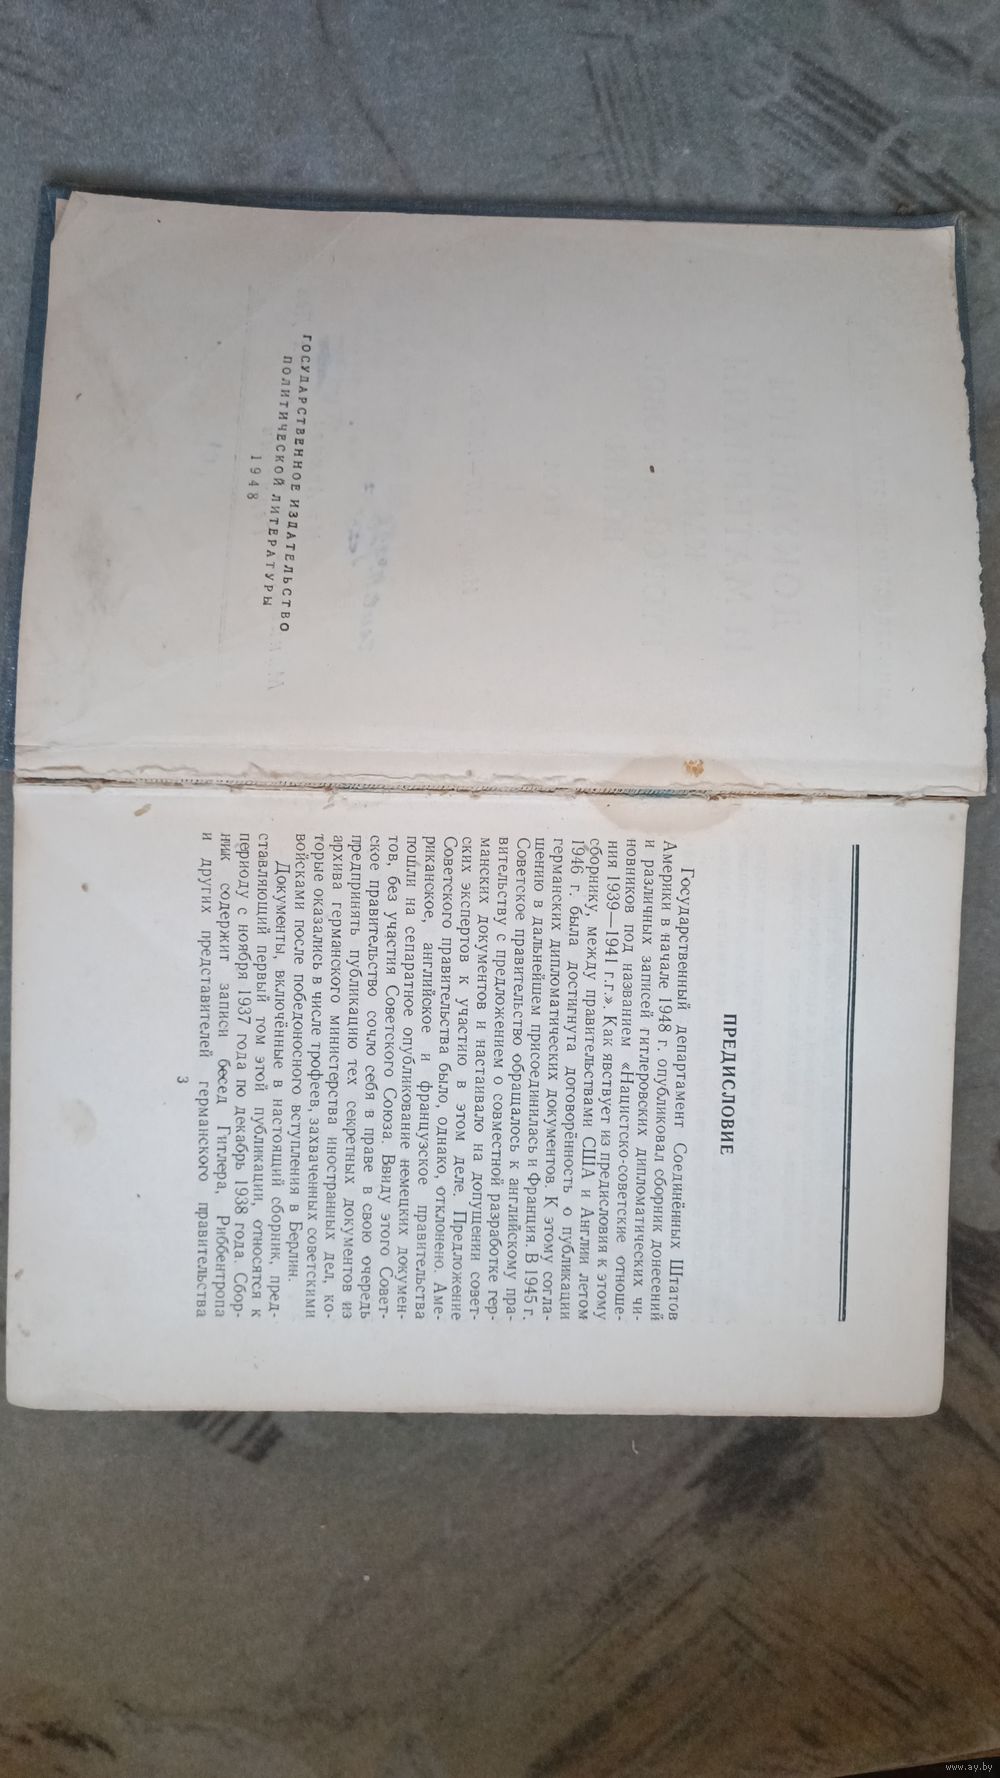 ГОСУДАРСТВЕННОЕ ИЗДАТЕЛЬСТВО
ПОЛИТИЧЕСКОЙ ЛИТЕРАТУРЫ
1948
ПРЕДИСЛОВИЕ
Государственный департамент Соединённых Штатов
Америки в начале 1948 г. опубликовал сборник донесений
и различных записей гитлеровских дипломатических чи-
новников под названием «Нацистско-советские отноше-
ния 1939—1941 г.г.». Как явствует из предисловия к этому
сборнику, между правительствами США и Англии летом
1946 г. была достигнута договорённость о публикации
германских дипломатических документов. К этому согла-
шению в дальнейшем присоединилась и Франция. В 1945 г.
Советское правительство обращалось к английскому пра-
вительству с предложением о совместной разработке гер-
манских документов и настаивало на допущении совет-
ских экспертов к участию в этом деле. Предложение
Советского правительства было, однако, отклонено. Аме-
риканское, английское и французское правительства
пошли на сепаратное опубликование немецких докумен-
тов, без участия Советского Союза. Ввиду этого Совет-
ское правительство сочло себя в праве в свою очередь
предпринять публикацию тех секретных документов из
архива германского министерства иностранных дел, ко-
торые оказались в числе трофеев, захваченных советскими
войсками после победоносного вступления в Берлин.
Документы, включённые в настоящий сборник, пред-
ставляющий первый том этой публикации, относятся к
периоду с ноября 1937 года по декабрь 1938 года. Сбор-
ник содержит записи бесед Гитлера, Риббентропа
и других представителей германского правительства
3
www.ay.by